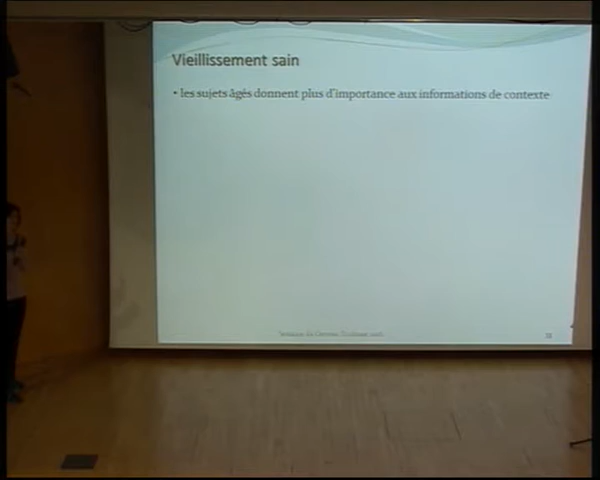 Vieillissement sain
• les sujets âgés donnent plus d'importance aux informations de contexte